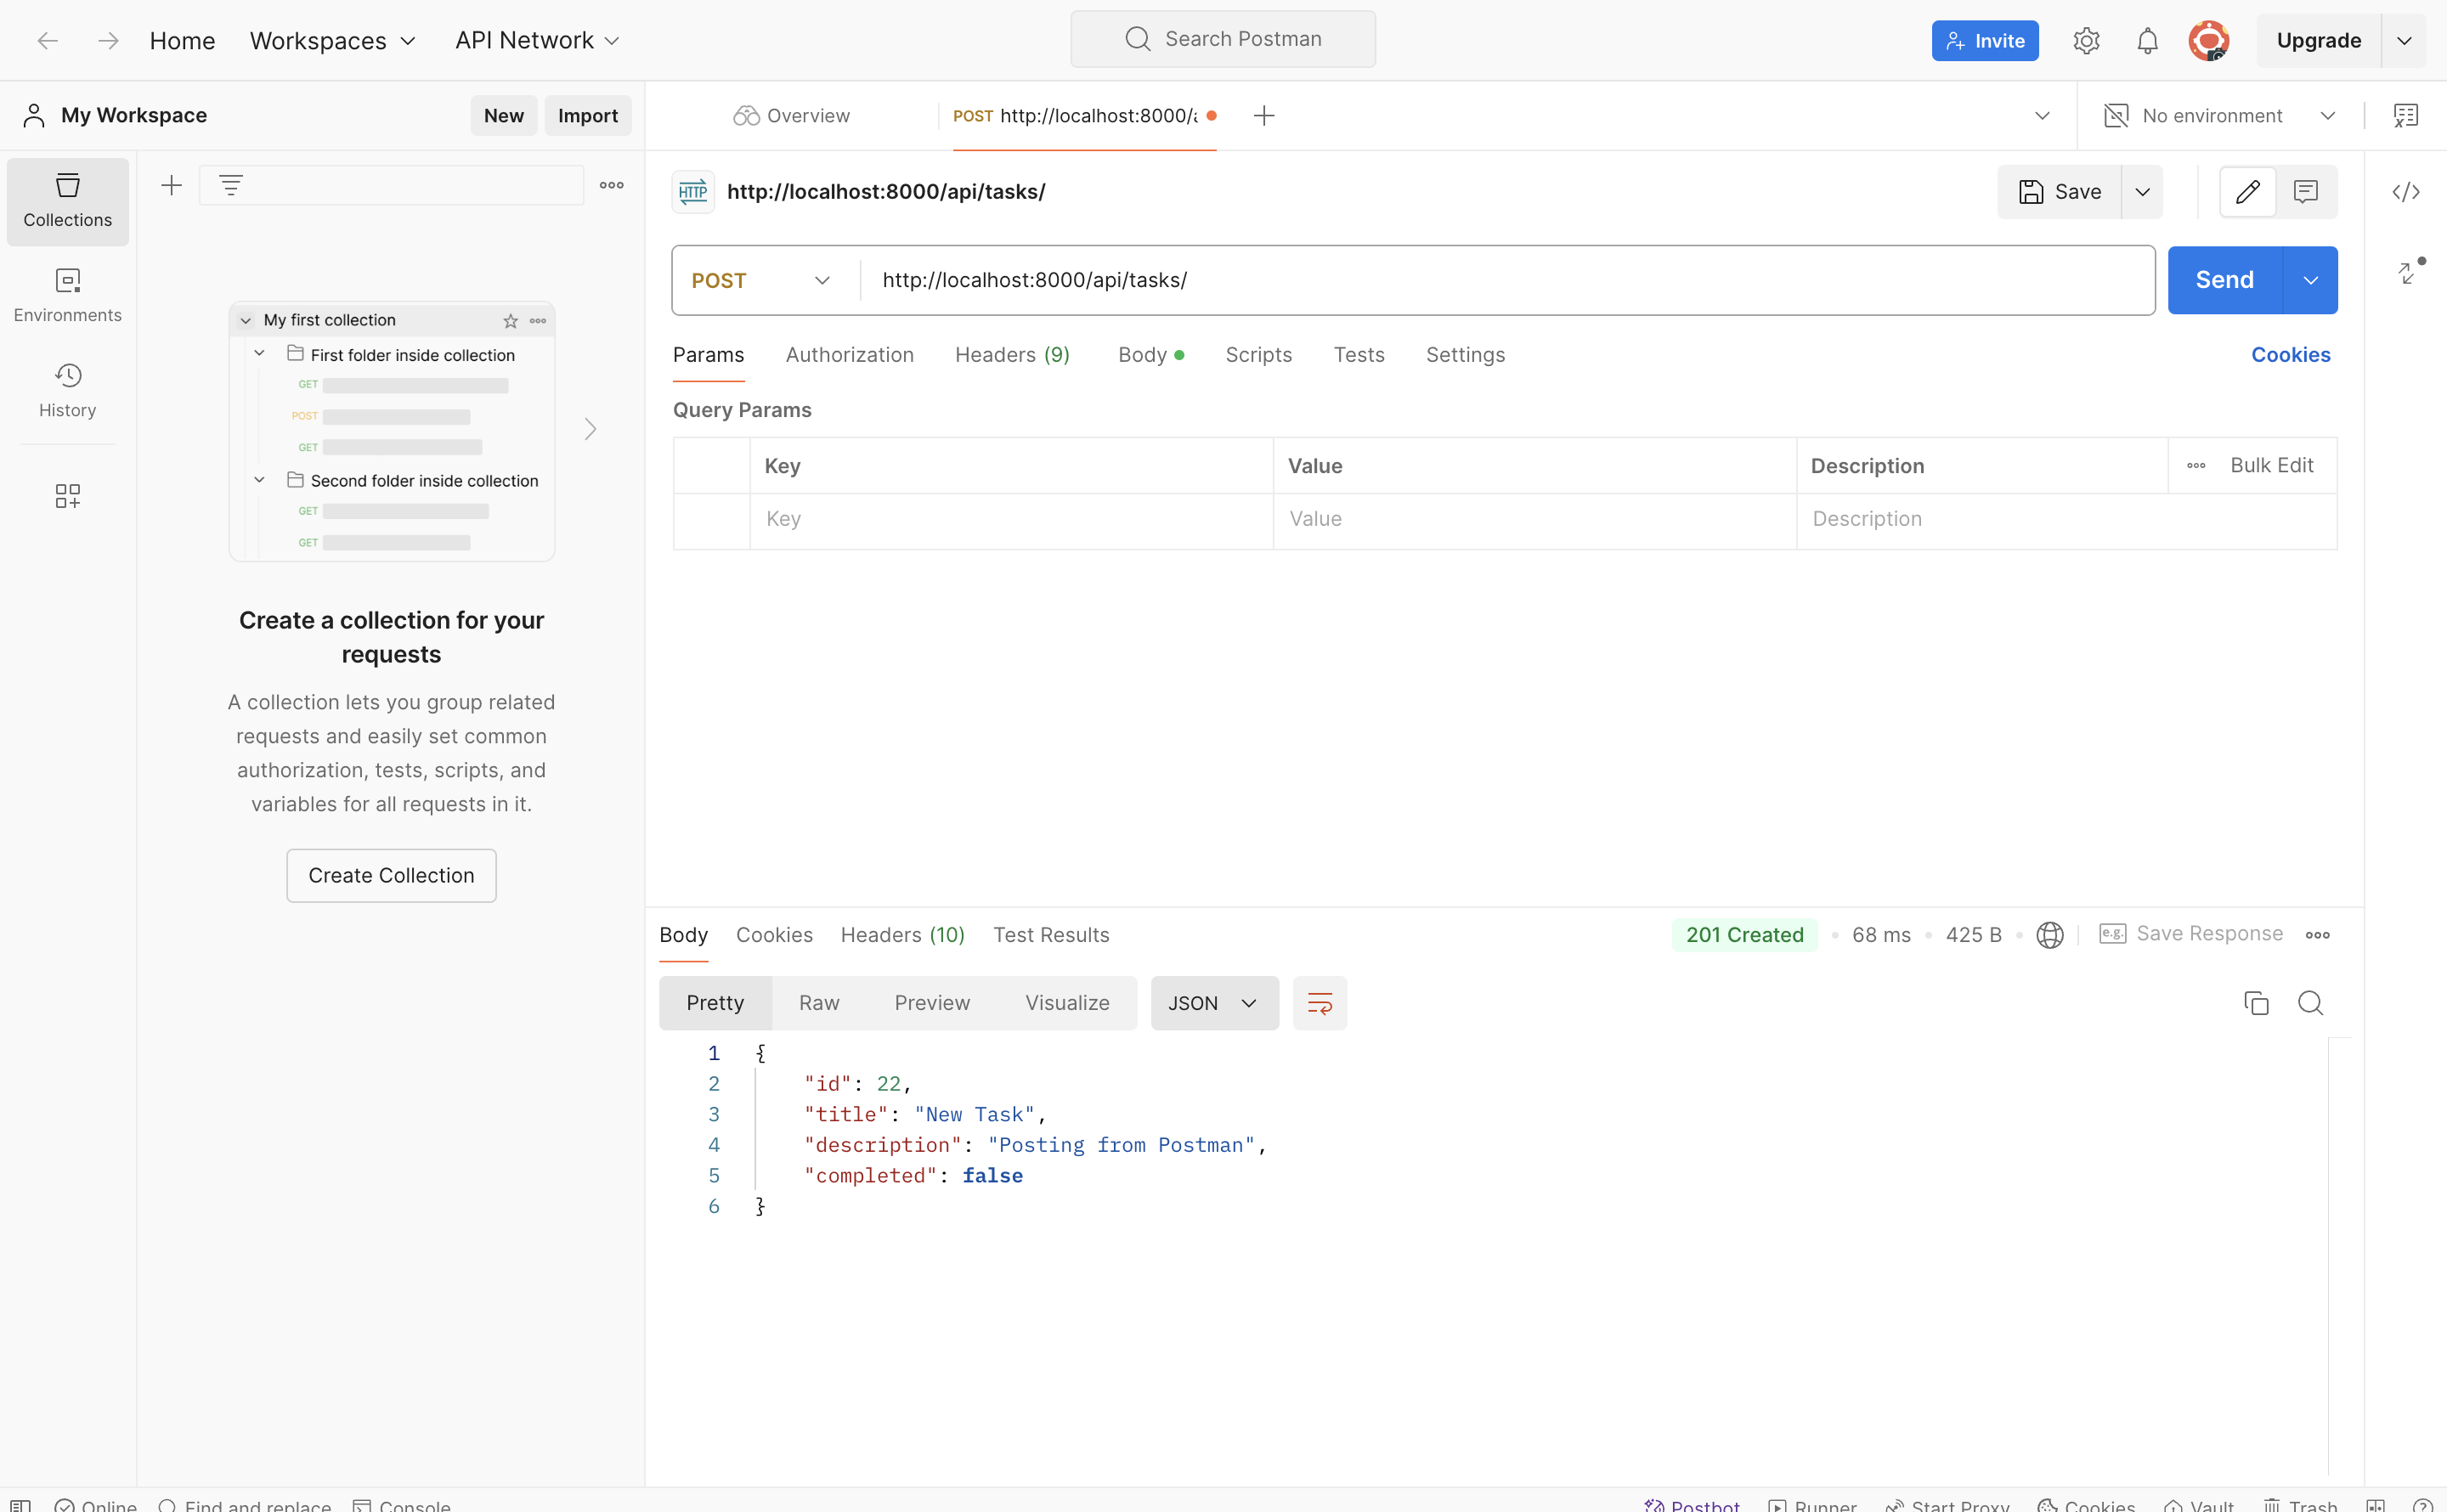 Home Workspaces API Network Search Postman Invite Upgrade
My Workspace New Import Overview POST http://localhost:8000/a No environment
Collections
Environments
History
My first collection
First folder inside collection
GET
POST
GET
Second folder inside collection
GET
GET
Create a collection for your
requests
A collection lets you group related
requests and easily set common
authorization, tests, scripts, and
variables for all requests in it.
Create Collection
HTTP http://localhost:8000/api/tasks/ Save
POST http://localhost:8000/api/tasks/ Send
Params Authorization Headers (9) Body Scripts Tests Settings Cookies
Query Params
Key Value Description Bulk Edit
Key Value Description
Body Cookies Headers (10) Test Results 201 Created 68 ms 425 B e.g. Save Response
Pretty Raw Preview Visualize JSON
1 {
2 "id": 22,
3 "title": "New Task",
4 "description": "Posting from Postman",
5 "completed": false
6 }
Online Find and replace Console Postbot Runner Start Proxy Cookies Vault Trash